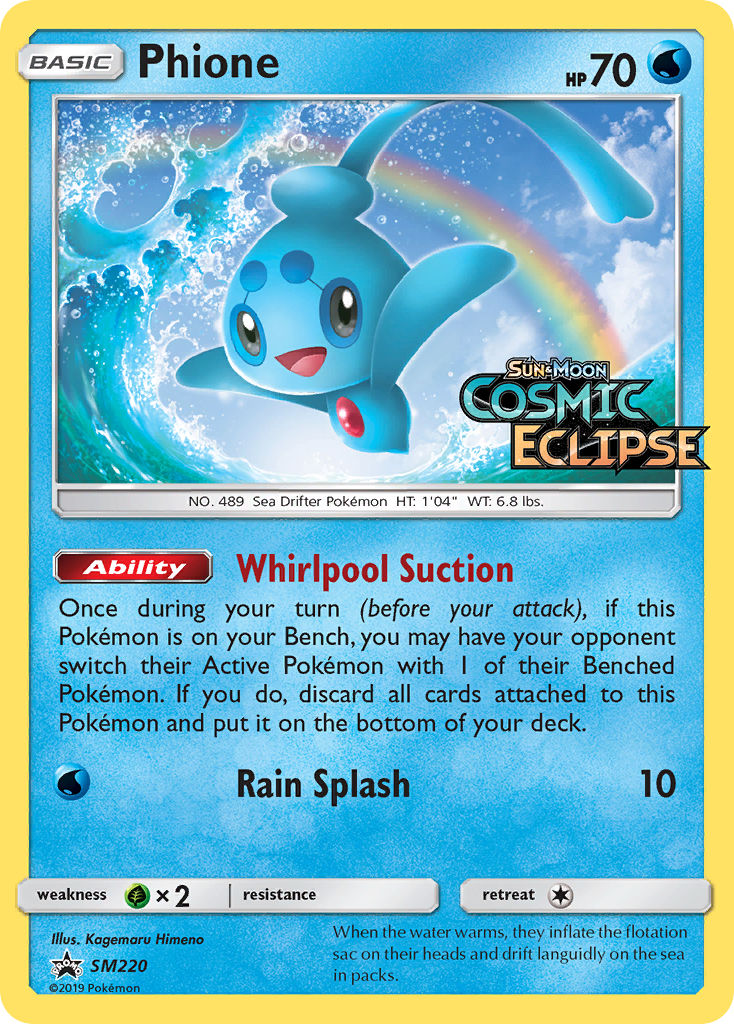 BASIC Phione HP 70
SUN & MOON
COSMIC
ECLIPSE
NO. 489 Sea Drifter Pokémon HT: 1'04" WT: 6.8 lbs.
Ability Whirlpool Suction
Once during your turn (before your attack), if this
Pokémon is on your Bench, you may have your opponent
switch their Active Pokémon with 1 of their Benched
Pokémon. If you do, discard all cards attached to this
Pokémon and put it on the bottom of your deck.
Rain Splash 10
weakness × 2 resistance retreat
Illus. Kagemaru Himeno
PROMO SM220
©2019 Pokémon
When the water warms, they inflate the flotation
sac on their heads and drift languidly on the sea
in packs.